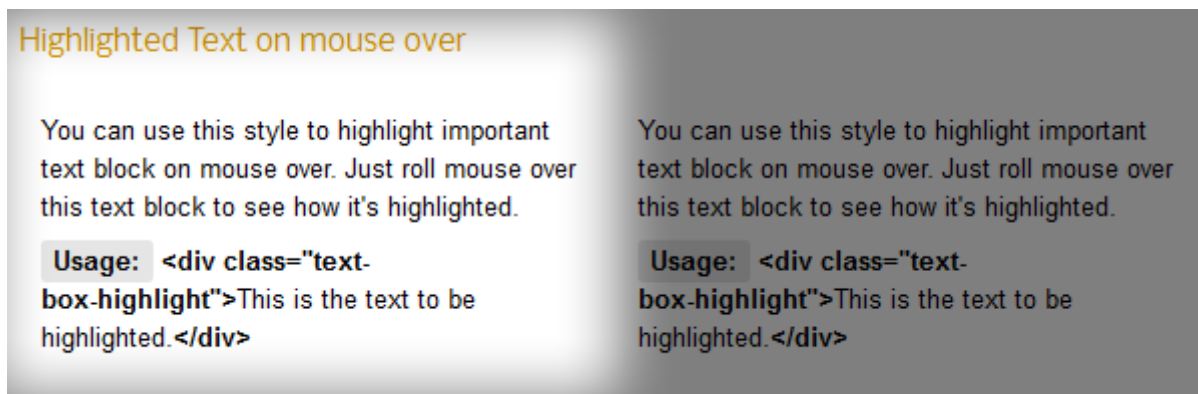 Highlighted Text on mouse over
You can use this style to highlight important
text block on mouse over. Just roll mouse over
this text block to see how it's highlighted.
Usage: <div class="text-
box-highlight">This is the text to be
highlighted.</div>
You can use this style to highlight important
text block on mouse over. Just roll mouse over
this text block to see how it's highlighted.
Usage: <div class="text-
box-highlight">This is the text to be
highlighted.</div>